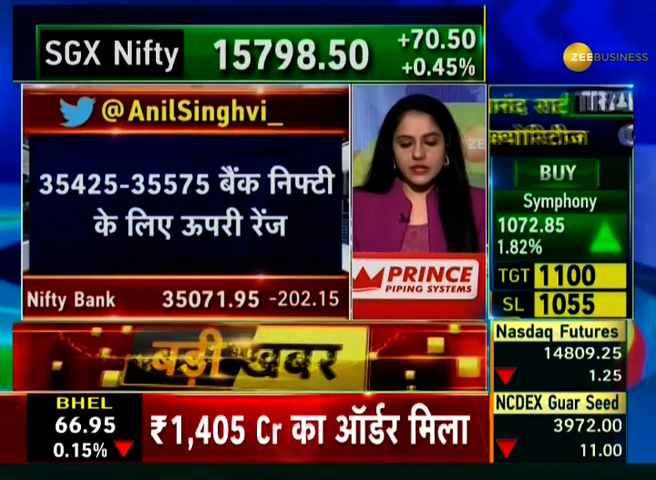 SGX Nifty 15798.50 +70.50
+0.45%
ZEE BUSINESS
@AnilSinghvi_
35425-35575 बैंक निफ्टी
के लिए ऊपरी रेंज
Nifty Bank 35071.95 -202.15
PRINCE
PIPING SYSTEMS
BUY
Symphony
1072.85
1.82%
TGT 1100
SL 1055
Nasdaq Futures
14809.25
1.25
NCDEX Guar Seed
3972.00
11.00
बड़ी खबर
BHEL
66.95
0.15%
₹1,405 Cr का ऑर्डर मिला